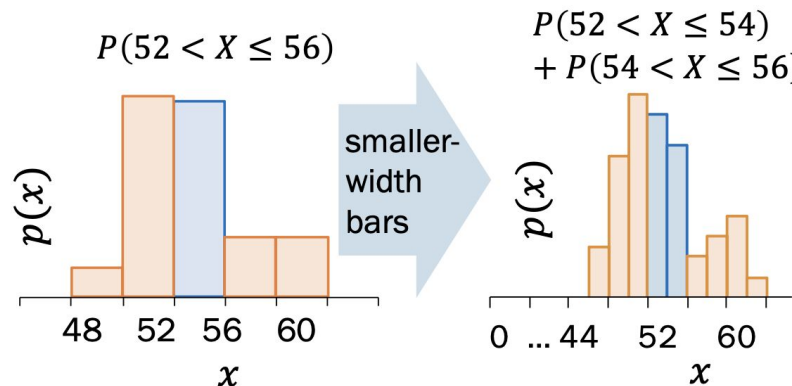 P(52 < X ≤ 56)
p(x)
48 52 56 60
x
smaller-
width
bars
P(52 < X ≤ 54)
+ P(54 < X ≤ 56)
p(x)
0 ... 44 52 60
x